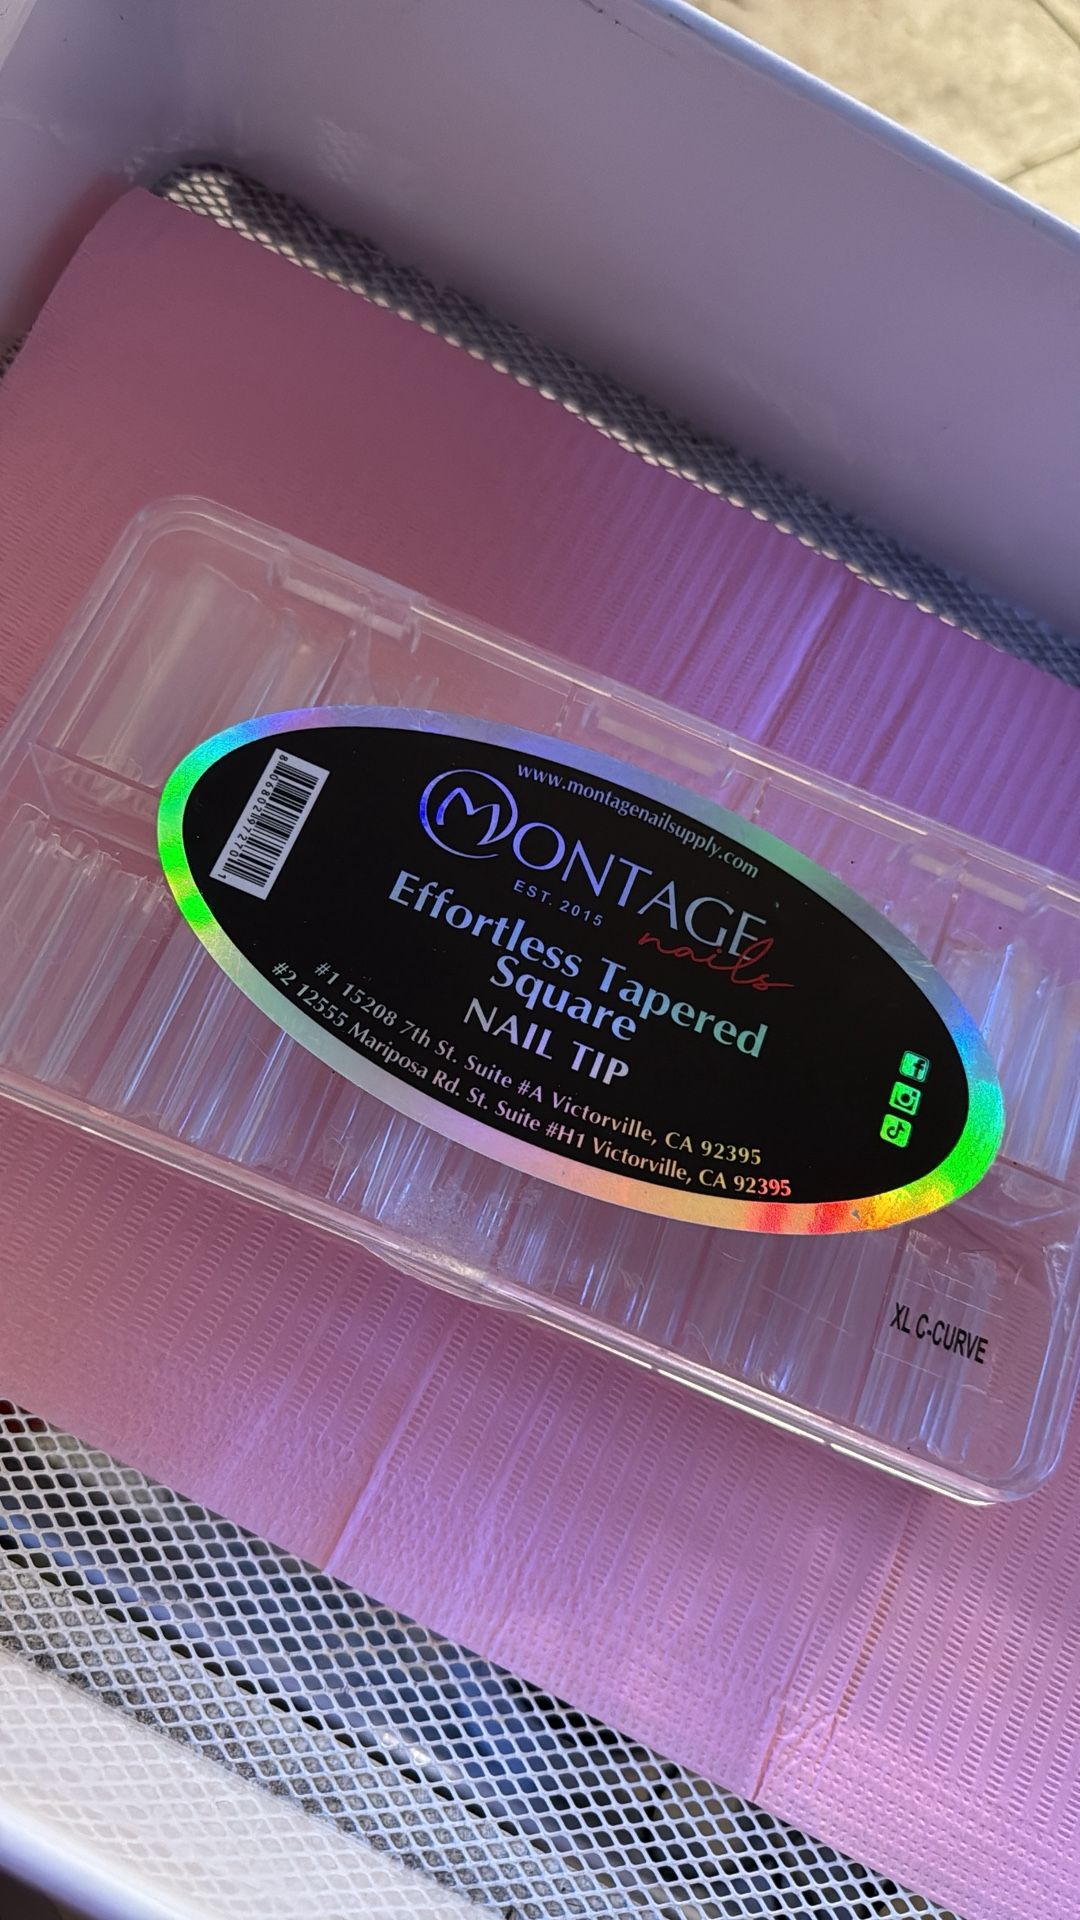 www.montagenailsupply.com
MONTAGE
EST. 2015
nails
Effortless Tapered
Square
NAIL TIP
#1 15208 7th St. Suite #A Victorville, CA 92395
#2 12555 Mariposa Rd. St. Suite #H1 Victorville, CA 92395
XL C-CURVE